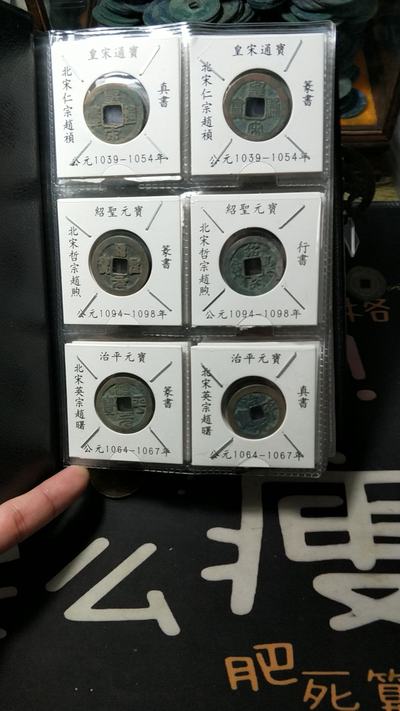 皇宋通寶
北宋仁宗趙禎
真書
公元1039-1054年
皇宋通寶
北宋仁宗趙禎
篆書
公元1039-1054年
紹聖元寶
北宋哲宗趙煦
篆書
公元1094-1098年
紹聖元寶
北宋哲宗趙煦
行書
公元1094-1098年
治平元寶
北宋英宗趙曙
篆書
公元1064-1067年
治平元寶
北宋英宗趙曙
真書
公元1064-1067年
肥死算